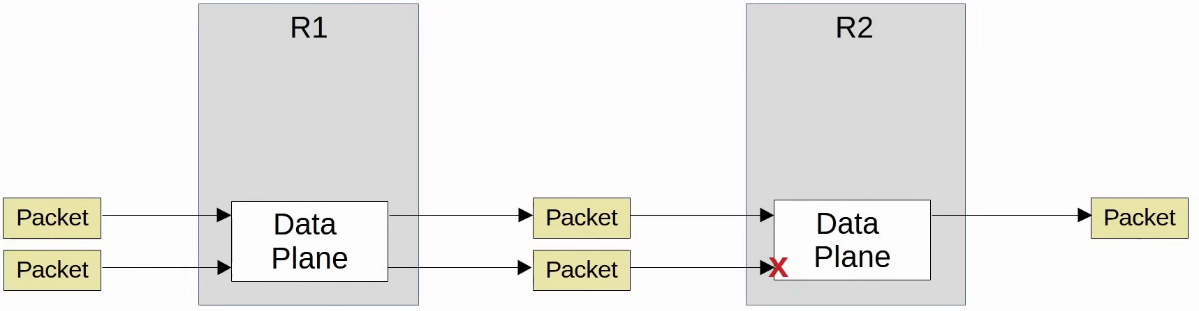 R1
R2
Packet
Data
Plane
Packet
Data
Plane
Packet
Packet
Packet
X